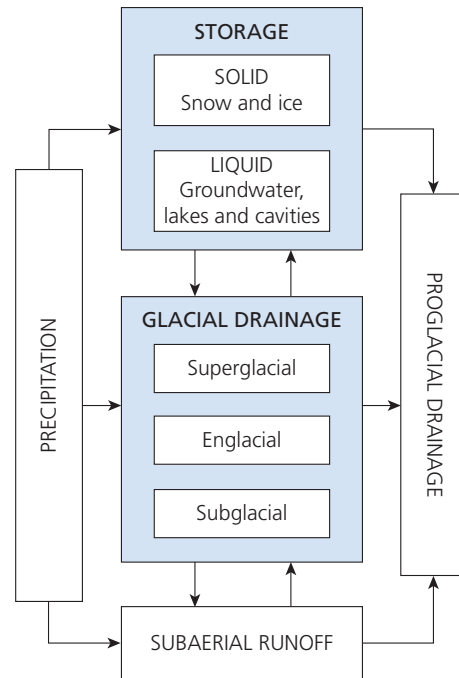 STORAGE
SOLID
Snow and ice
LIQUID
Groundwater,
lakes and cavities
PRECIPITATION
GLACIAL DRAINAGE
Superglacial
Englacial
Subglacial
PROGLACIAL DRAINAGE
SUBAERIAL RUNOFF